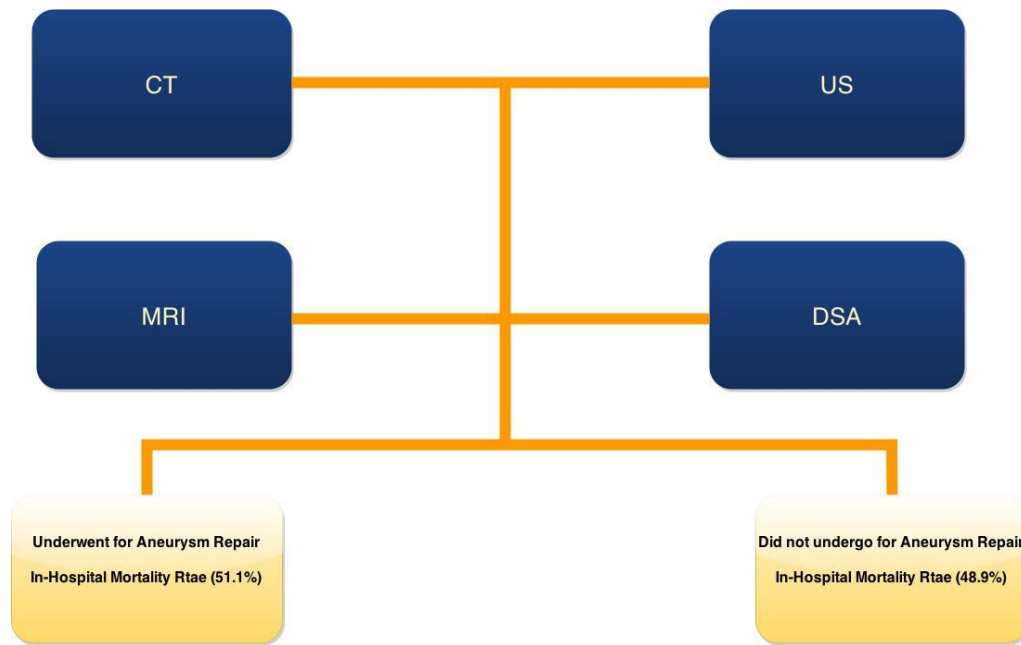 CT
US
MRI
DSA
Underwent for Aneurysm Repair
In-Hospital Mortality Rtae (51.1%)
Did not undergo for Aneurysm Repair
In-Hospital Mortality Rtae (48.9%)